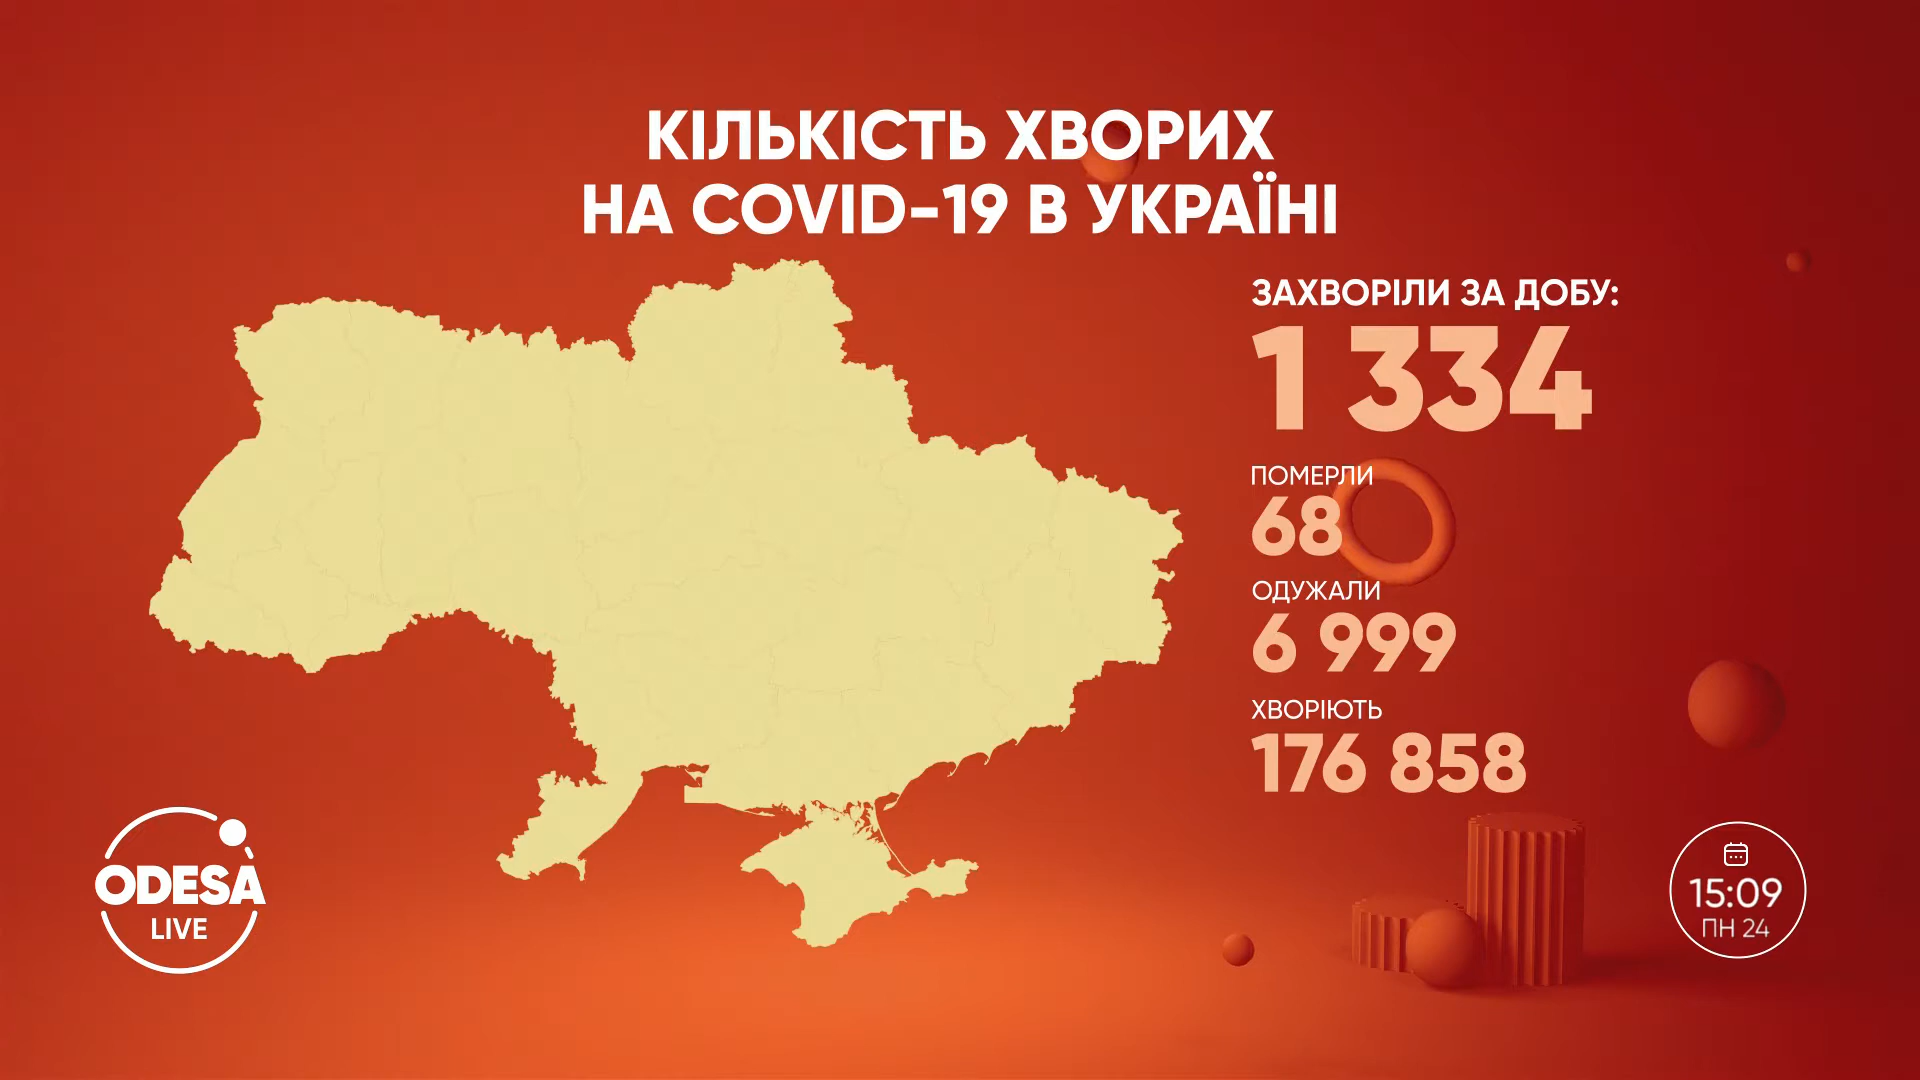 КІЛЬКІСТЬ ХВОРИХ
НА COVID-19 В УКРАЇНІ
ЗАХВОРІЛИ ЗА ДОБУ:
1 334
ПОМЕРЛИ
68
ОДУЖАЛИ
6 999
ХВОРІЮТЬ
176 858
ODESA
LIVE
15:09
ПН 24